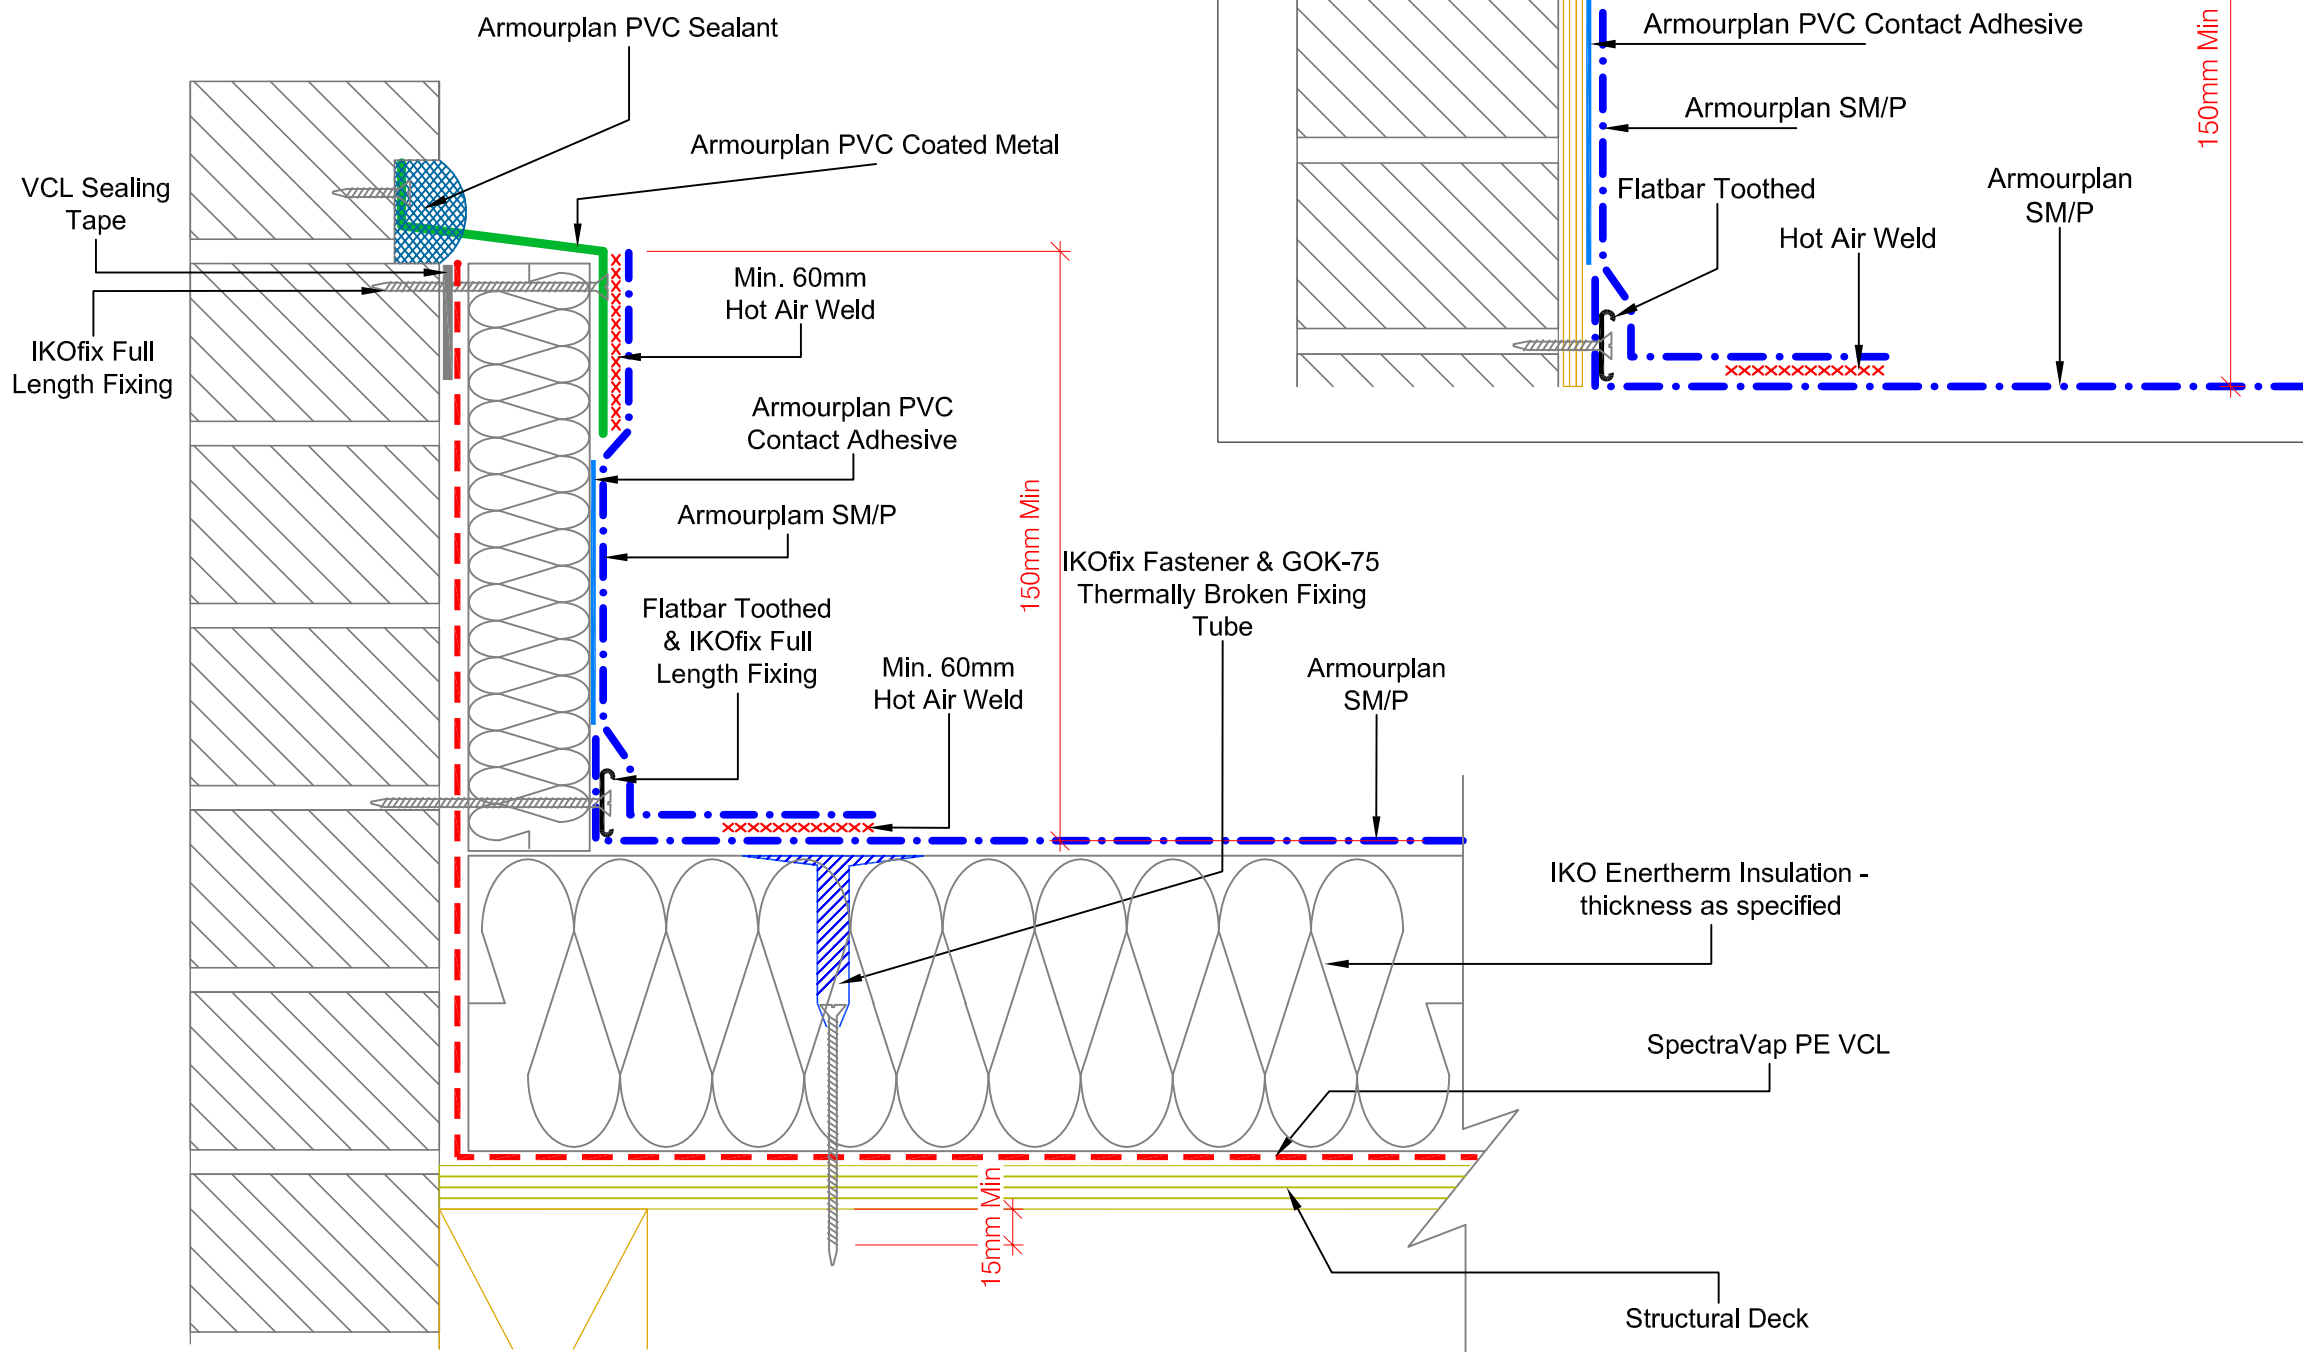 Armourplan PVC Sealant
Armourplan PVC Coated Metal
VCL Sealing
Tape
IKOfix Full
Length Fixing
Min. 60mm
Hot Air Weld
Armourplan PVC
Contact Adhesive
Armourplam SM/P
Flatbar Toothed
& IKOfix Full
Length Fixing
Min. 60mm
Hot Air Weld
150mm Min
IKOfix Fastener & GOK-75
Thermally Broken Fixing
Tube
Armourplan
SM/P
IKO Enertherm Insulation -
thickness as specified
SpectraVap PE VCL
15mm Min
Structural Deck
Armourplan PVC Contact Adhesive
Armourplan SM/P
Flatbar Toothed
Hot Air Weld
Armourplan
SM/P
150mm Min